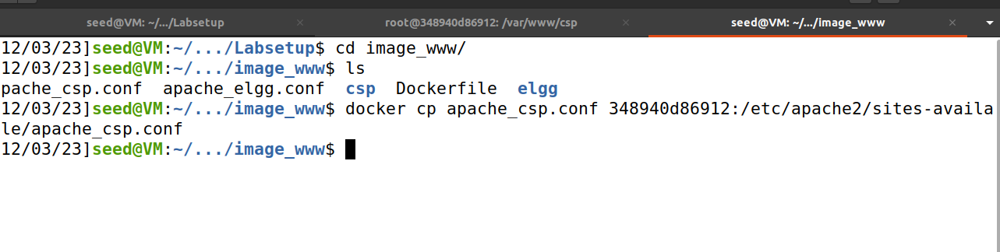 seed@VM: ~/.../Labsetup × root@348940d86912: /var/www/csp × seed@VM: ~/.../image_www ×
12/03/23]seed@VM:~/.../Labsetup$ cd image_www/
12/03/23]seed@VM:~/.../image_www$ ls
pache_csp.conf  apache_elgg.conf  csp  Dockerfile  elgg
12/03/23]seed@VM:~/.../image_www$ docker cp apache_csp.conf 348940d86912:/etc/apache2/sites-availa
le/apache_csp.conf
12/03/23]seed@VM:~/.../image_www$